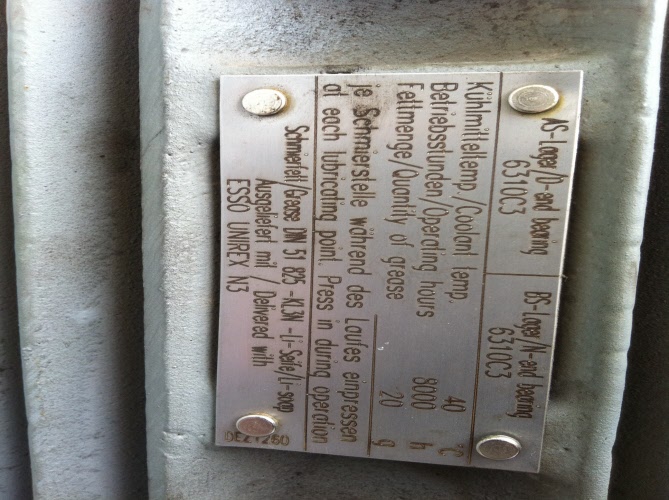 AS-Lager/D-end bearing
6310C3
BS-Lager/N-end bearing
6310C3
Kühlmitteltemp./Coolant temp. 40 °C
Betriebsstunden/Operating hours 8000 h
Fettmenge/Quantity of grease 20 g
je Schmierstelle während des Laufes einpressen
at each lubricating point. Press in during operation
Schmierfett/Grease DIN 51 825 -KL3N -Li-Seife/Li-soap
Ausgeliefert mit / Delivered with
ESSO UNIREX N3